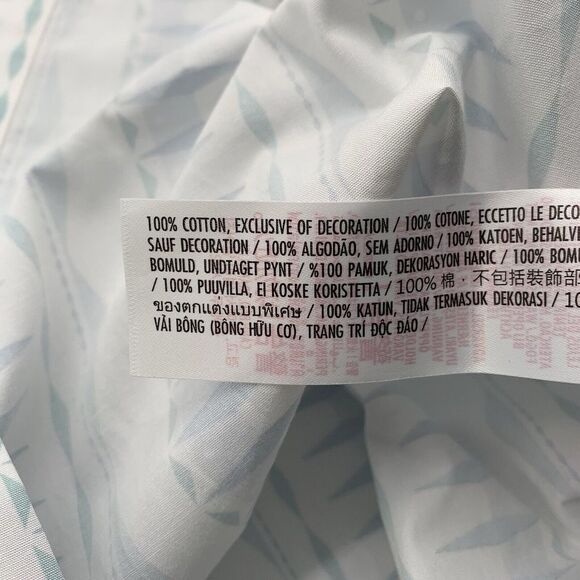 100% COTTON, EXCLUSIVE OF DECORATION / 100% COTONE, ECCETTO LE DECO
SAUF DECORATION / 100% ALGODÃO, SEM ADORNO / 100% KATOEN, BEHALVE
BOMULD, UNDTAGET PYNT / %100 PAMUK, DEKORASYON HARIC / 100% BOMU
/ 100% PUUVILLA, EI KOSKE KORISTETTA / 100% 棉，不包括裝飾部
ของตกแต่งแบบพิเศษ / 100% KATUN, TIDAK TERMASUK DEKORASI / 10
VẢI BÔNG (BÔNG HỮU CƠ), TRANG TRÍ ĐỘC ĐÁO /